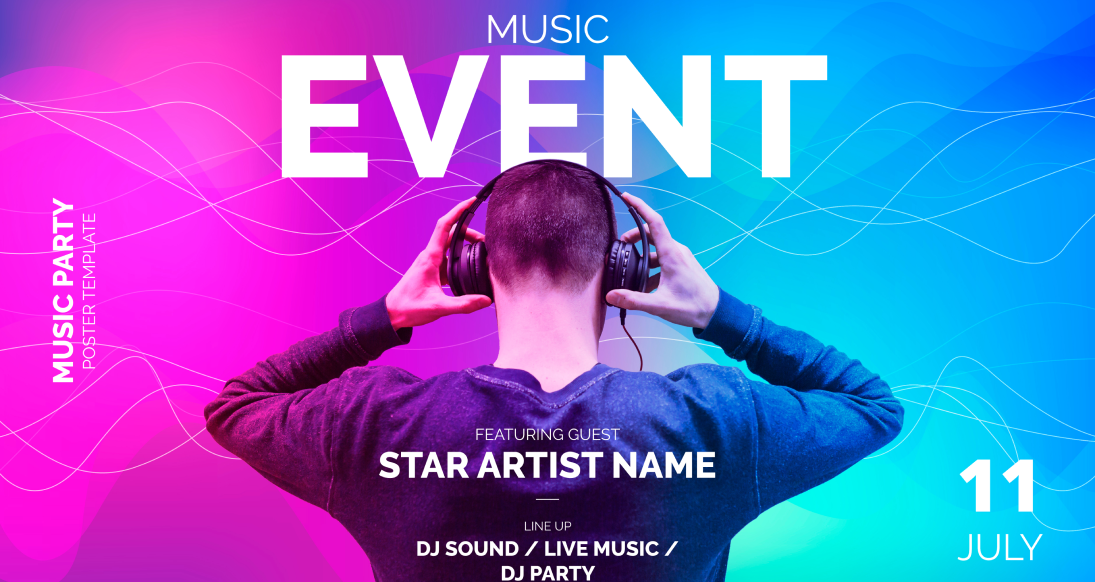 MUSIC
EVENT
MUSIC PARTY
POSTER TEMPLATE
FEATURING GUEST
STAR ARTIST NAME
LINE UP
DJ SOUND / LIVE MUSIC /
DJ PARTY
11
JULY